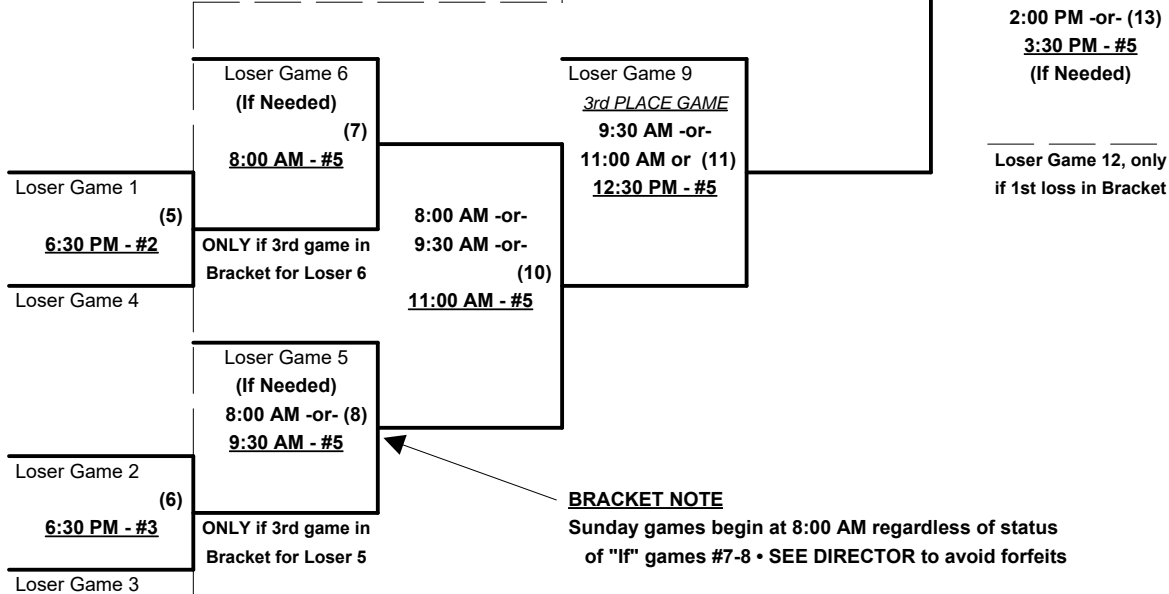 2:00 PM -or- (13)
3:30 PM - #5
(If Needed)
Loser Game 12, only
if 1st loss in Bracket
Loser Game 6
(If Needed)
(7)
8:00 AM - #5
ONLY if 3rd game in
Bracket for Loser 6
Loser Game 9
3rd PLACE GAME
9:30 AM -or-
11:00 AM or (11)
12:30 PM - #5
Loser Game 1
(5)
6:30 PM - #2
Loser Game 4
8:00 AM -or-
9:30 AM -or-
(10)
11:00 AM - #5
Loser Game 5
(If Needed)
8:00 AM -or- (8)
9:30 AM - #5
ONLY if 3rd game in
Bracket for Loser 5
Loser Game 2
(6)
6:30 PM - #3
Loser Game 3
BRACKET NOTE
Sunday games begin at 8:00 AM regardless of status
of "If" games #7-8 • SEE DIRECTOR to avoid forfeits